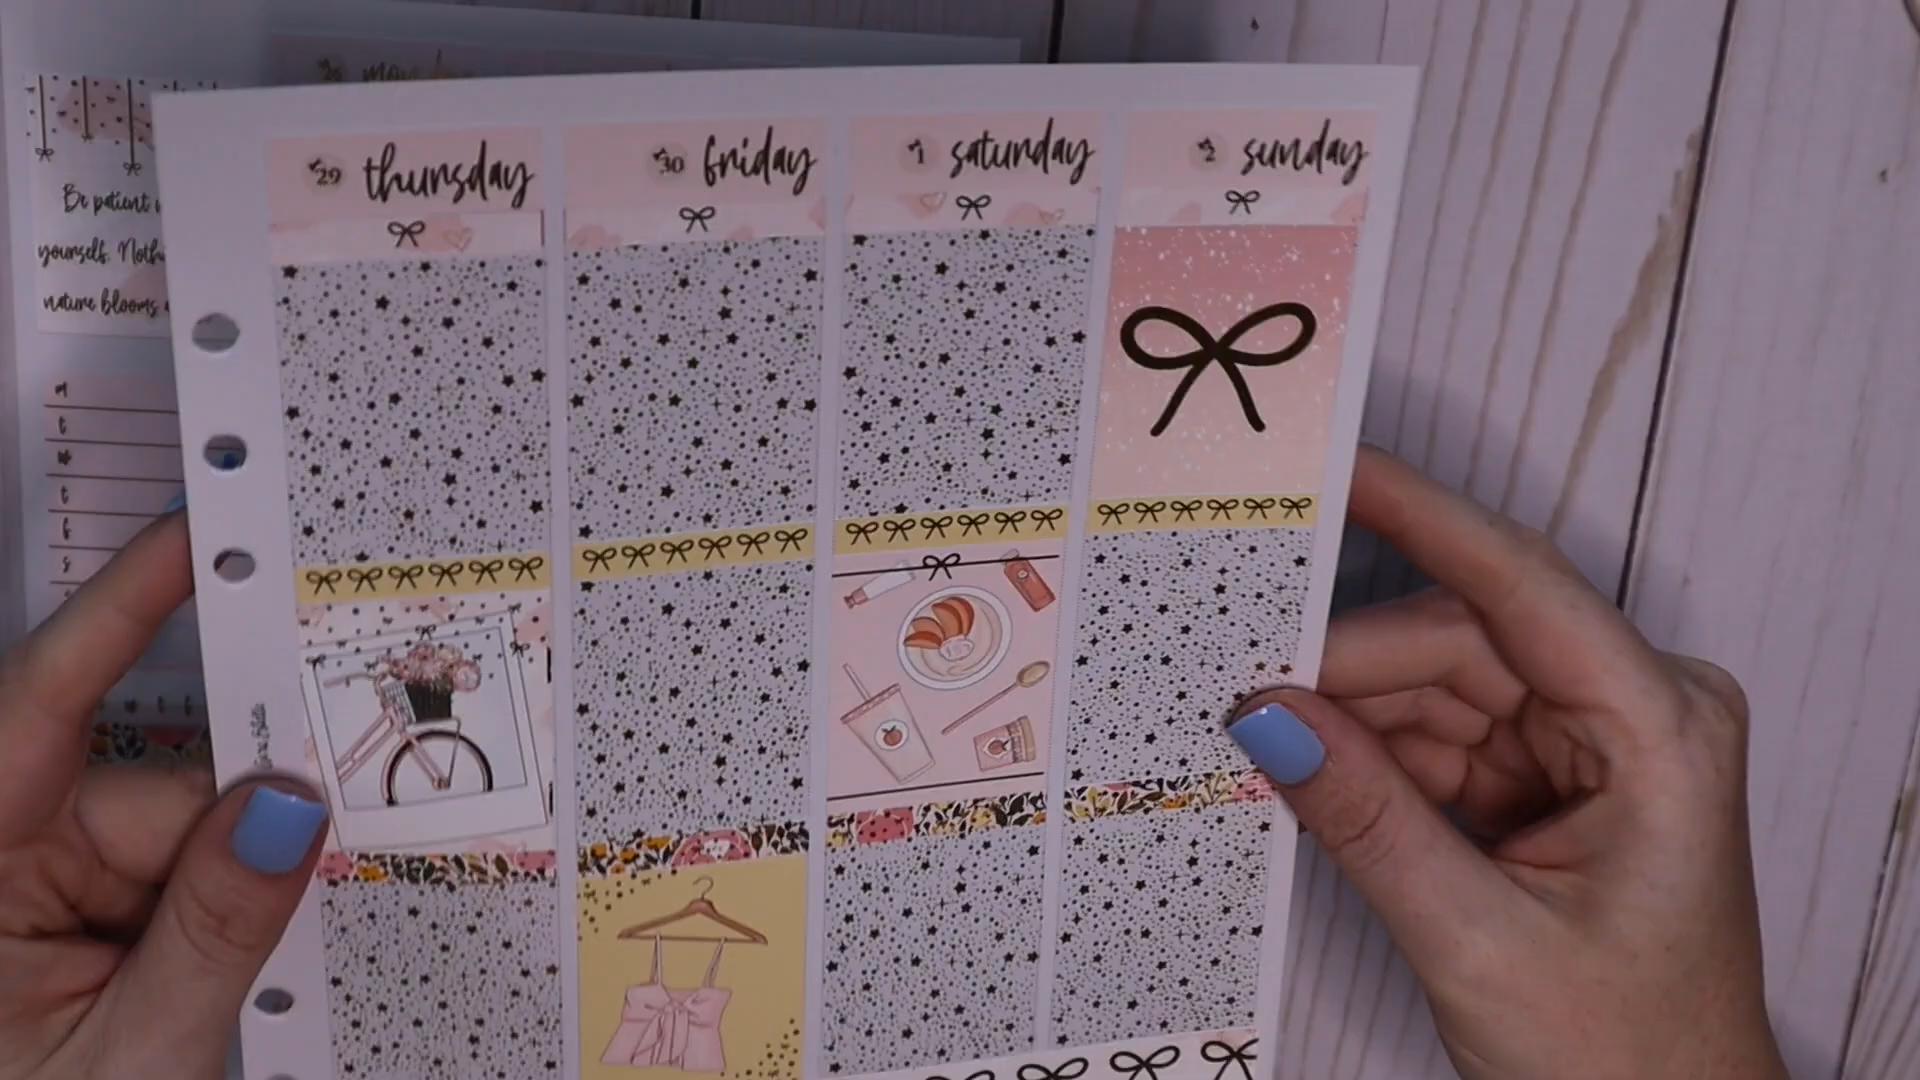 29 thursday
30 friday
1 saturday
2 sunday
Be patient
yourself. Noth
nature blooms
t
t
f
s